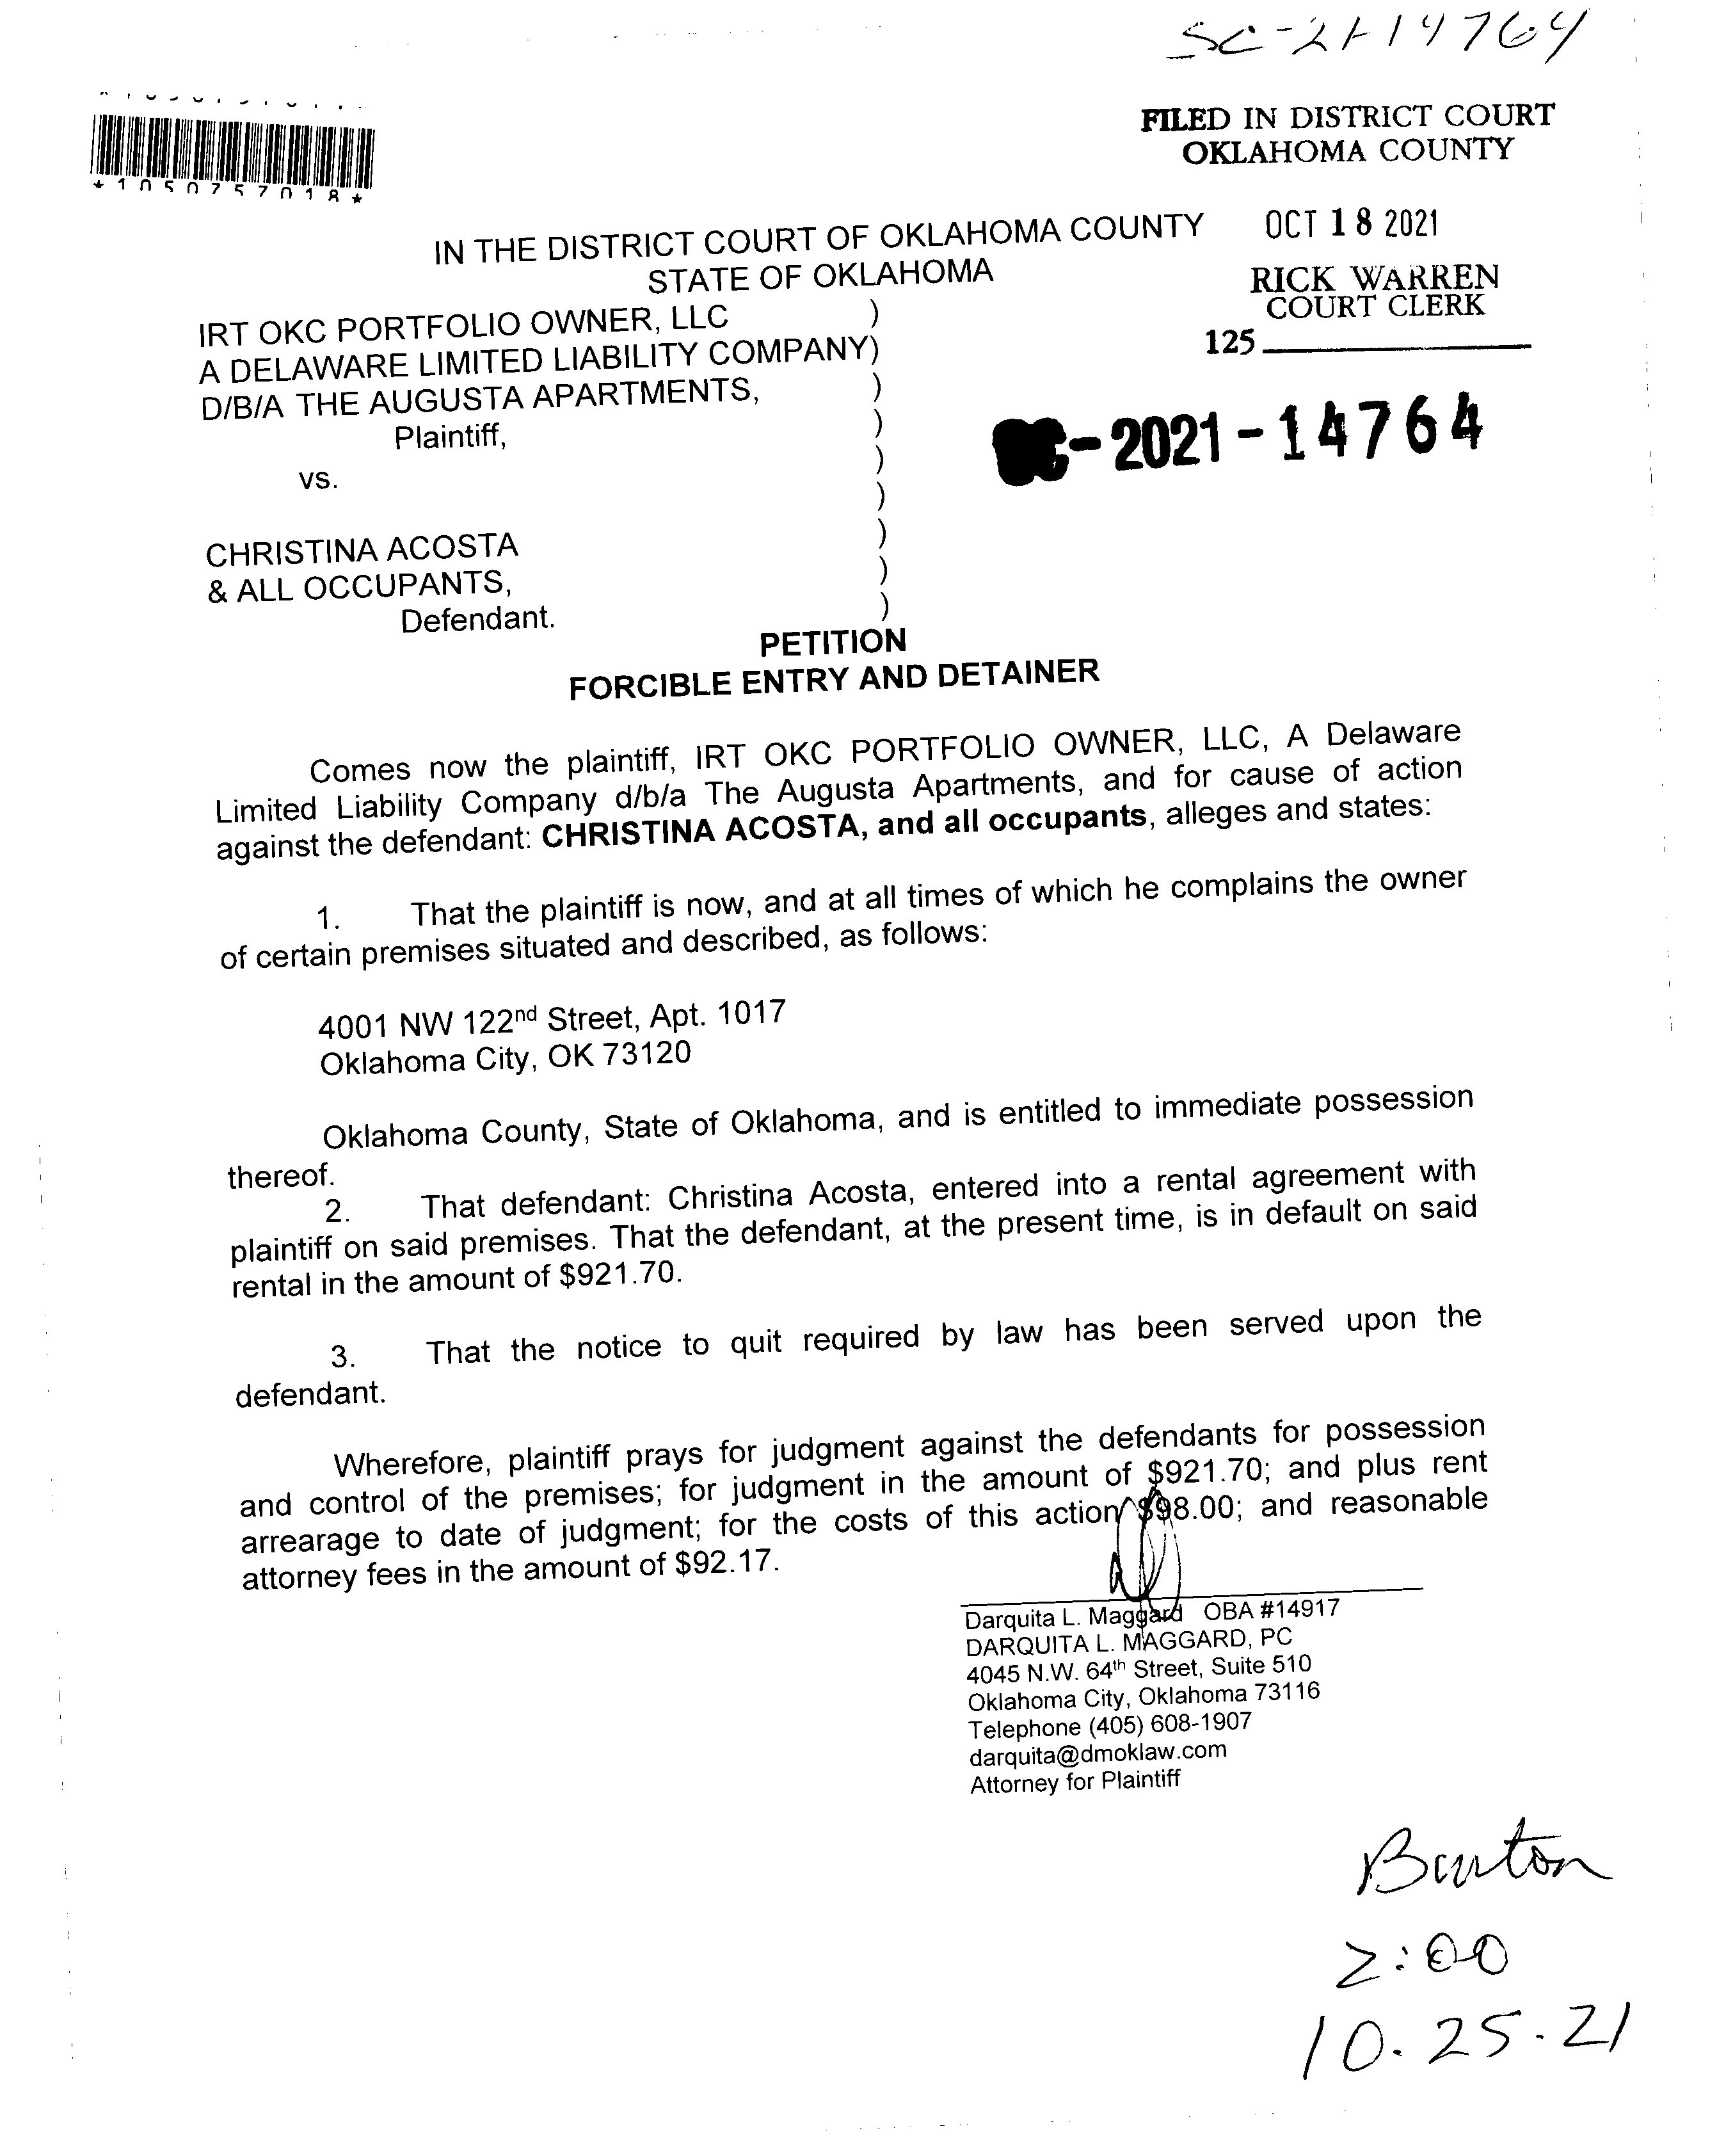 SC-21-14764
*1050757018*
FILED IN DISTRICT COURT
OKLAHOMA COUNTY
OCT 18 2021
RICK WARREN
COURT CLERK
125
C-2021-14764
IN THE DISTRICT COURT OF OKLAHOMA COUNTY
STATE OF OKLAHOMA
IRT OKC PORTFOLIO OWNER, LLC )
A DELAWARE LIMITED LIABILITY COMPANY)
D/B/A THE AUGUSTA APARTMENTS, )
Plaintiff, )
)
vs. )
)
CHRISTINA ACOSTA )
& ALL OCCUPANTS, )
Defendant.
PETITION
FORCIBLE ENTRY AND DETAINER
Comes now the plaintiff, IRT OKC PORTFOLIO OWNER, LLC, A Delaware
Limited Liability Company d/b/a The Augusta Apartments, and for cause of action
against the defendant: CHRISTINA ACOSTA, and all occupants, alleges and states:
1. That the plaintiff is now, and at all times of which he complains the owner
of certain premises situated and described, as follows:
4001 NW 122nd Street, Apt. 1017
Oklahoma City, OK 73120
Oklahoma County, State of Oklahoma, and is entitled to immediate possession
thereof.
2. That defendant: Christina Acosta, entered into a rental agreement with
plaintiff on said premises. That the defendant, at the present time, is in default on said
rental in the amount of $921.70.
3. That the notice to quit required by law has been served upon the
defendant.
Wherefore, plaintiff prays for judgment against the defendants for possession
and control of the premises; for judgment in the amount of $921.70; and plus rent
arrearage to date of judgment; for the costs of this action $98.00; and reasonable
attorney fees in the amount of $92.17.
Darquita L. Maggard OBA #14917
DARQUITA L. MAGGARD, PC
4045 N.W. 64th Street, Suite 510
Oklahoma City, Oklahoma 73116
Telephone (405) 608-1907
darquita@dmoklaw.com
Attorney for Plaintiff
Burton
2:00
10.25.21